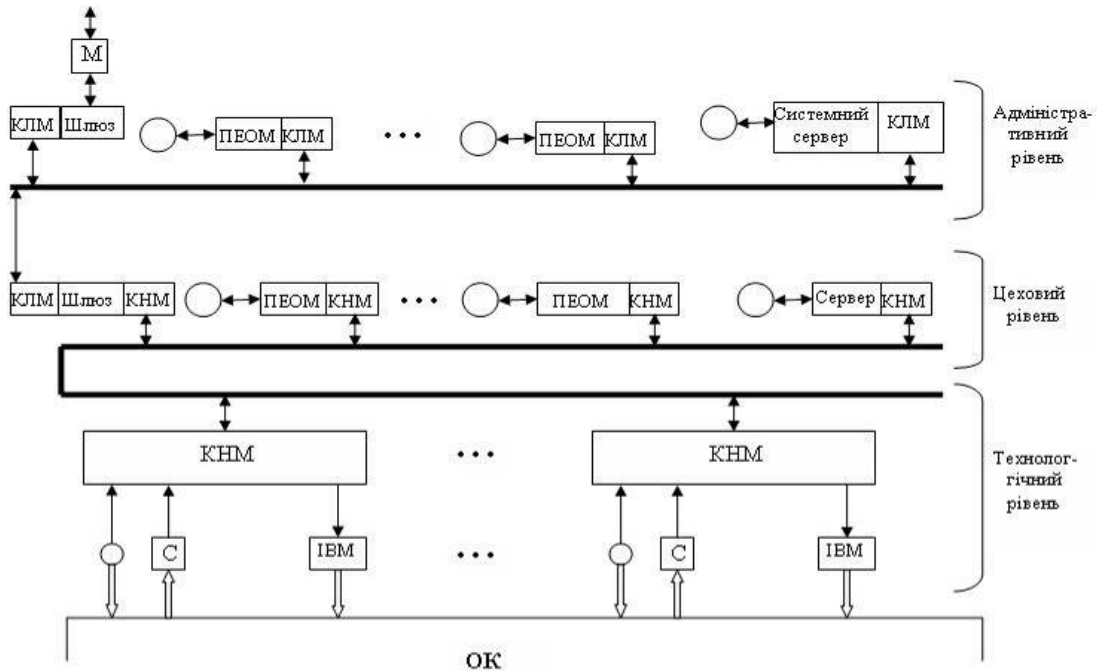 М
КЛМ Шлюз
ПЕОМ КЛМ
• • •
ПЕОМ КЛМ
Системний
сервер
КЛМ
Адміністра-
тивний
рівень
КЛМ Шлюз КНМ
ПЕОМ КНМ
• • •
ПЕОМ КНМ
Сервер КНМ
Цеховий
рівень
КНМ
• • •
КНМ
Технолог-
гічний
рівень
С
ІВМ
• • •
С
ІВМ
ОК